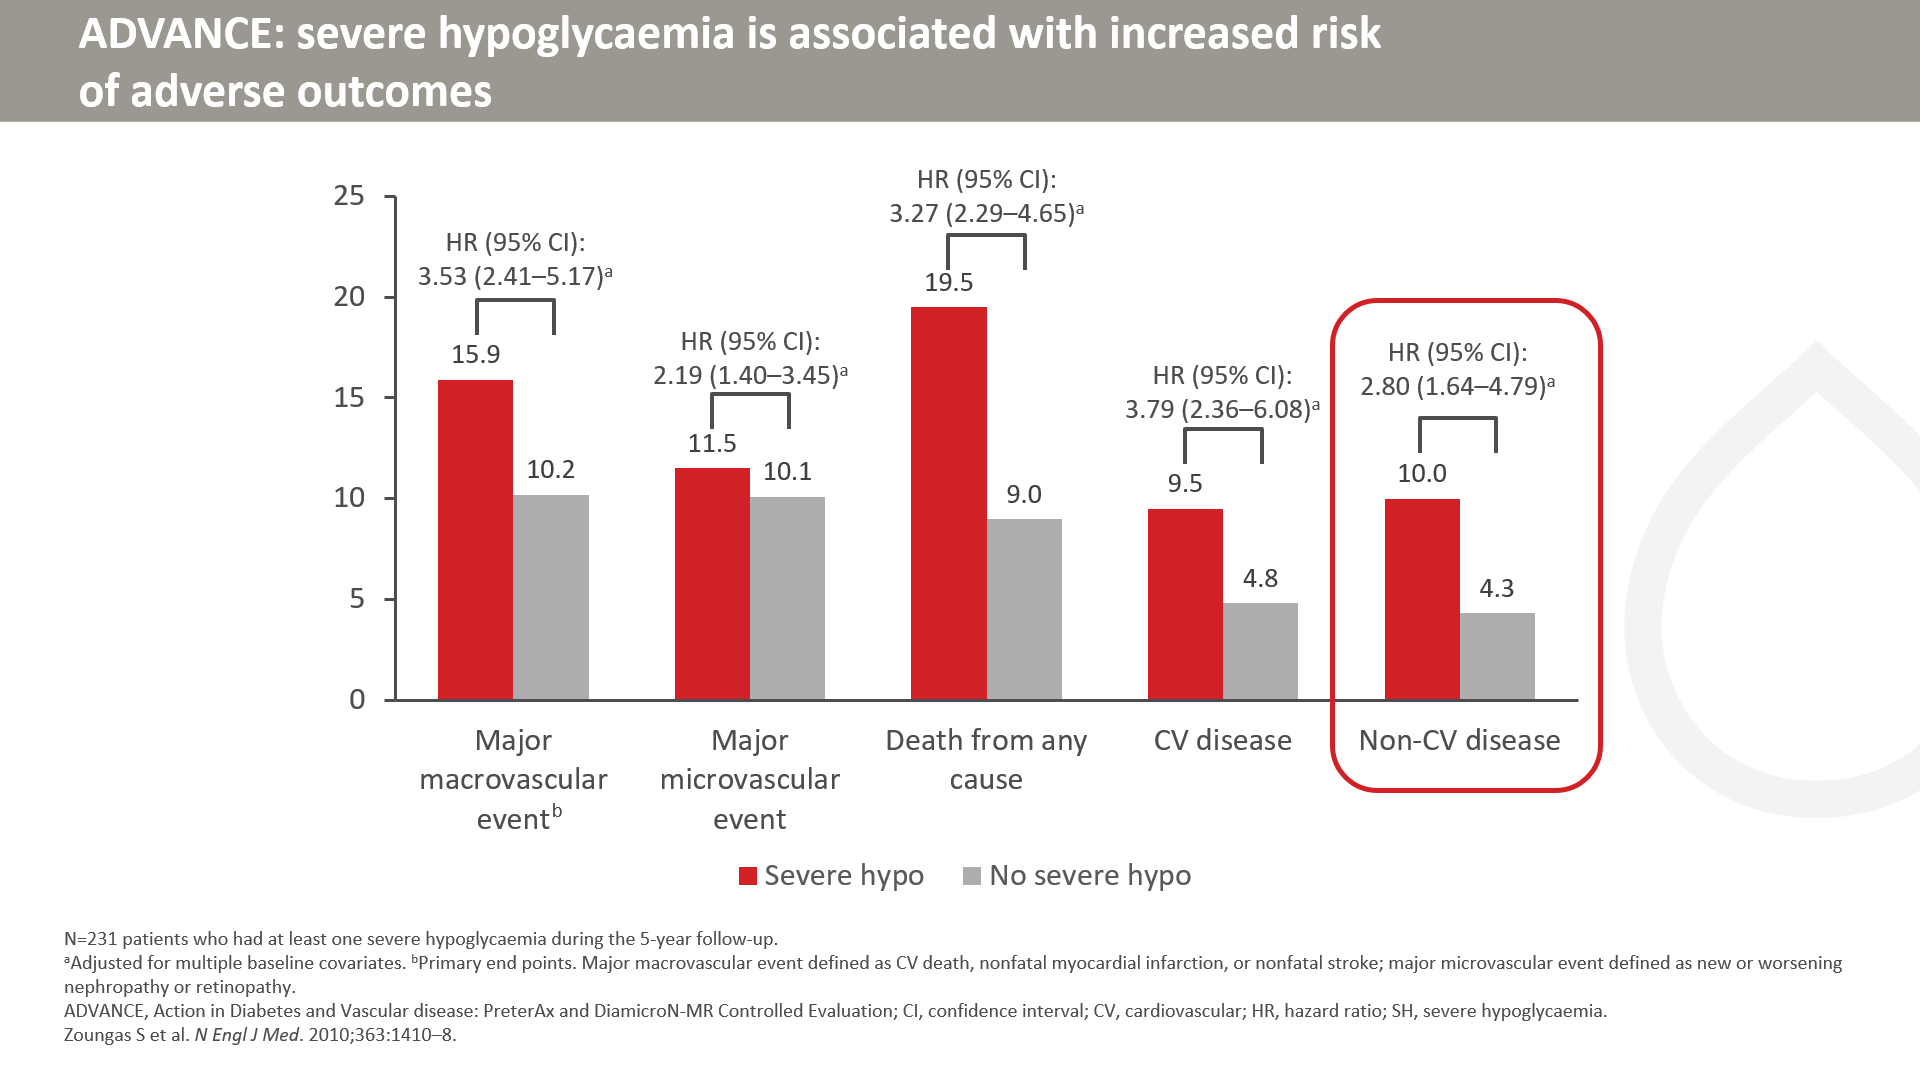 ADVANCE: severe hypoglycaemia is associated with increased risk
of adverse outcomes
25
20
15
10
5
0
HR (95% CI):
3.53 (2.41–5.17)ᵃ
15.9
10.2
HR (95% CI):
2.19 (1.40–3.45)ᵃ
11.5
10.1
HR (95% CI):
3.27 (2.29–4.65)ᵃ
19.5
9.0
HR (95% CI):
3.79 (2.36–6.08)ᵃ
9.5
4.8
HR (95% CI):
2.80 (1.64–4.79)ᵃ
10.0
4.3
Major
macrovascular
eventᵇ
Major
microvascular
event
Death from any
cause
CV disease
Non-CV disease
Severe hypo
No severe hypo
N=231 patients who had at least one severe hypoglycaemia during the 5-year follow-up.
ᵃAdjusted for multiple baseline covariates. ᵇPrimary end points. Major macrovascular event defined as CV death, nonfatal myocardial infarction, or nonfatal stroke; major microvascular event defined as new or worsening
nephropathy or retinopathy.
ADVANCE, Action in Diabetes and Vascular disease: PreterAx and DiamicroN-MR Controlled Evaluation; CI, confidence interval; CV, cardiovascular; HR, hazard ratio; SH, severe hypoglycaemia.
Zoungas S et al. N Engl J Med. 2010;363:1410–8.